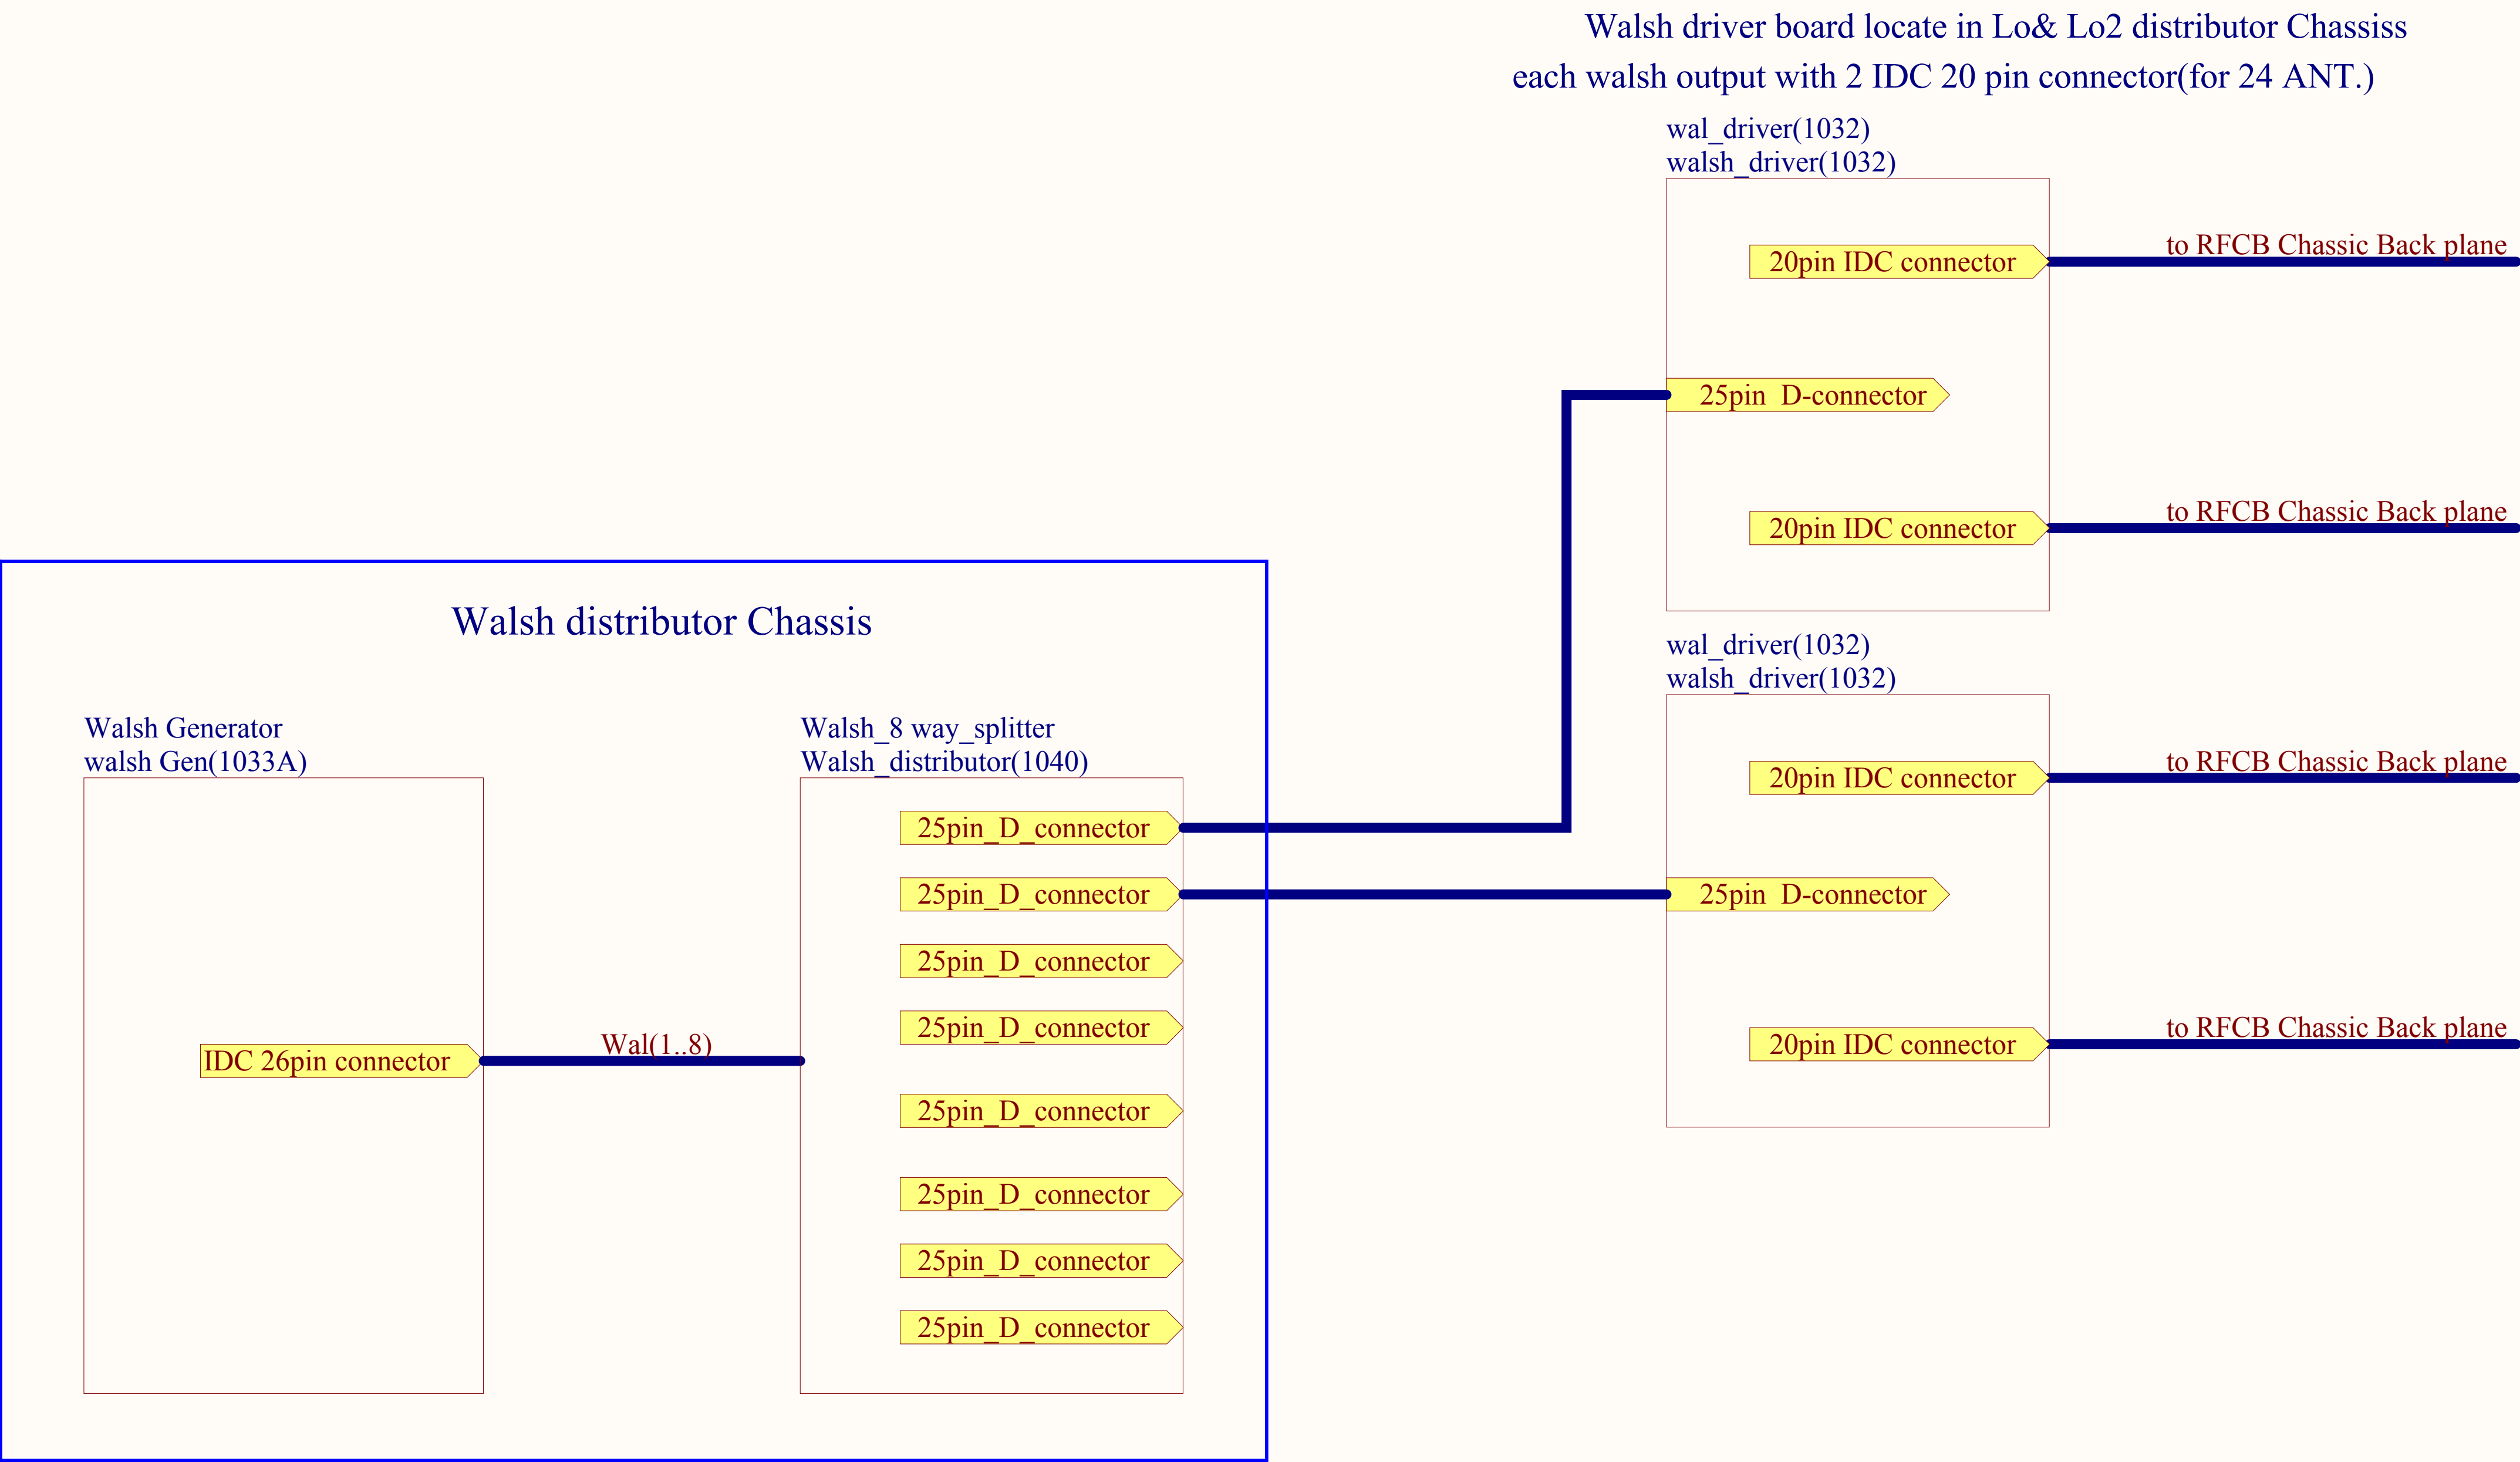 Walsh driver board locate in Lo& Lo2 distributor Chassiss
each walsh output with 2 IDC 20 pin connector(for 24 ANT.)
wal_driver(1032)
walsh_driver(1032)
20pin IDC connector
to RFCB Chassic Back plane
25pin  D-connector
20pin IDC connector
to RFCB Chassic Back plane
Walsh distributor Chassis
wal_driver(1032)
walsh_driver(1032)
20pin IDC connector
to RFCB Chassic Back plane
25pin  D-connector
20pin IDC connector
to RFCB Chassic Back plane
Walsh Generator
walsh Gen(1033A)
IDC 26pin connector
Wal(1..8)
Walsh_8 way_splitter
Walsh_distributor(1040)
25pin_D_connector
25pin_D_connector
25pin_D_connector
25pin_D_connector
25pin_D_connector
25pin_D_connector
25pin_D_connector
25pin_D_connector